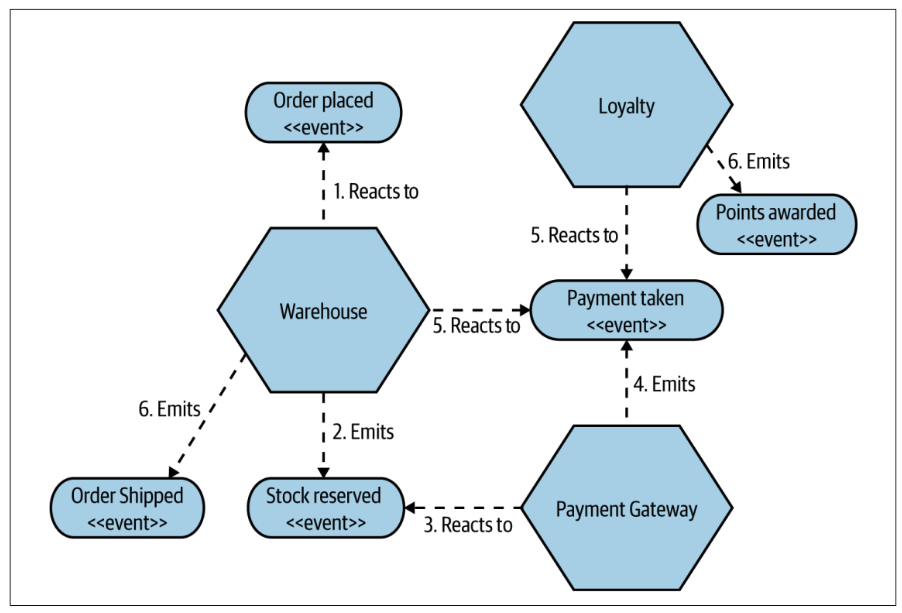 Order placed
<<event>>
Loyalty
1. Reacts to
6. Emits
Points awarded
<<event>>
5. Reacts to
Warehouse
5. Reacts to
Payment taken
<<event>>
6. Emits
2. Emits
4. Emits
Order Shipped
<<event>>
Stock reserved
<<event>>
3. Reacts to
Payment Gateway